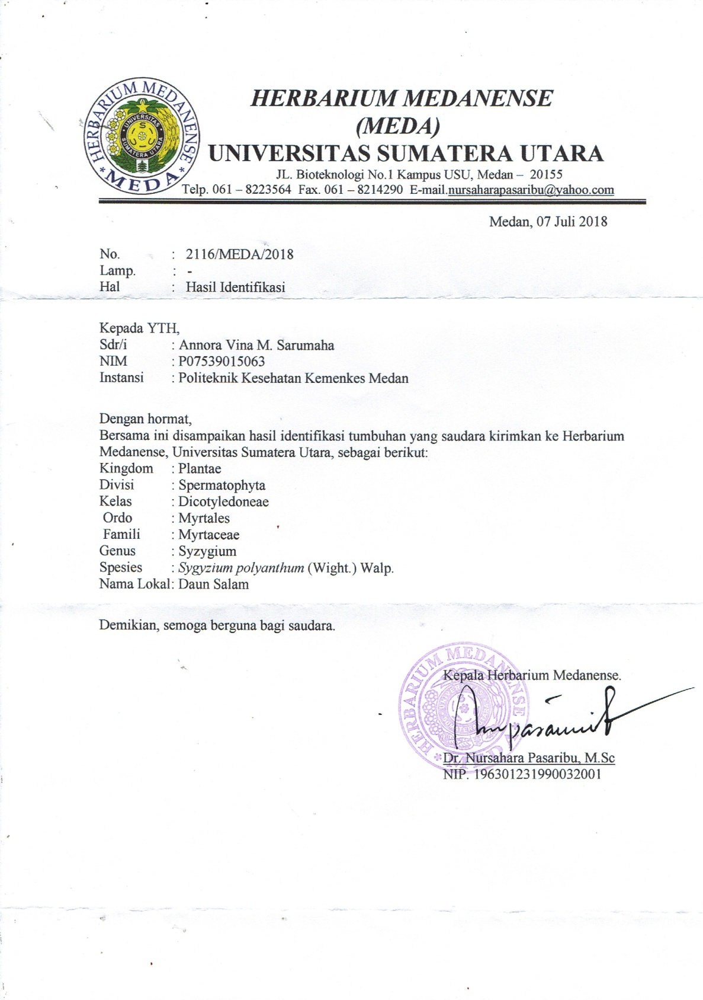 HERBARIUM MEDANENSE
* MEDA *
UNIVERSITAS
SUMATERA UTARA
HERBARIUM MEDANENSE
(MEDA)
UNIVERSITAS SUMATERA UTARA
JL. Bioteknologi No.1 Kampus USU, Medan – 20155
Telp. 061 – 8223564 Fax. 061 – 8214290 E-mail.nursaharapasaribu@yahoo.com
Medan, 07 Juli 2018
No. : 2116/MEDA/2018
Lamp. : -
Hal : Hasil Identifikasi
Kepada YTH,
Sdr/i : Annora Vina M. Sarumaha
NIM : P07539015063
Instansi : Politeknik Kesehatan Kemenkes Medan
Dengan hormat,
Bersama ini disampaikan hasil identifikasi tumbuhan yang saudara kirimkan ke Herbarium
Medanense, Universitas Sumatera Utara, sebagai berikut:
Kingdom : Plantae
Divisi : Spermatophyta
Kelas : Dicotyledoneae
Ordo : Myrtales
Famili : Myrtaceae
Genus : Syzygium
Spesies : Sygyzium polyanthum (Wight.) Walp.
Nama Lokal: Daun Salam
Demikian, semoga berguna bagi saudara.
HERBARIUM MEDANENSE
* MEDA *
UNIVERSITAS
SUMATERA UTARA
Kepala Herbarium Medanense.
Dr. Nursahara Pasaribu, M.Sc
NIP. 196301231990032001